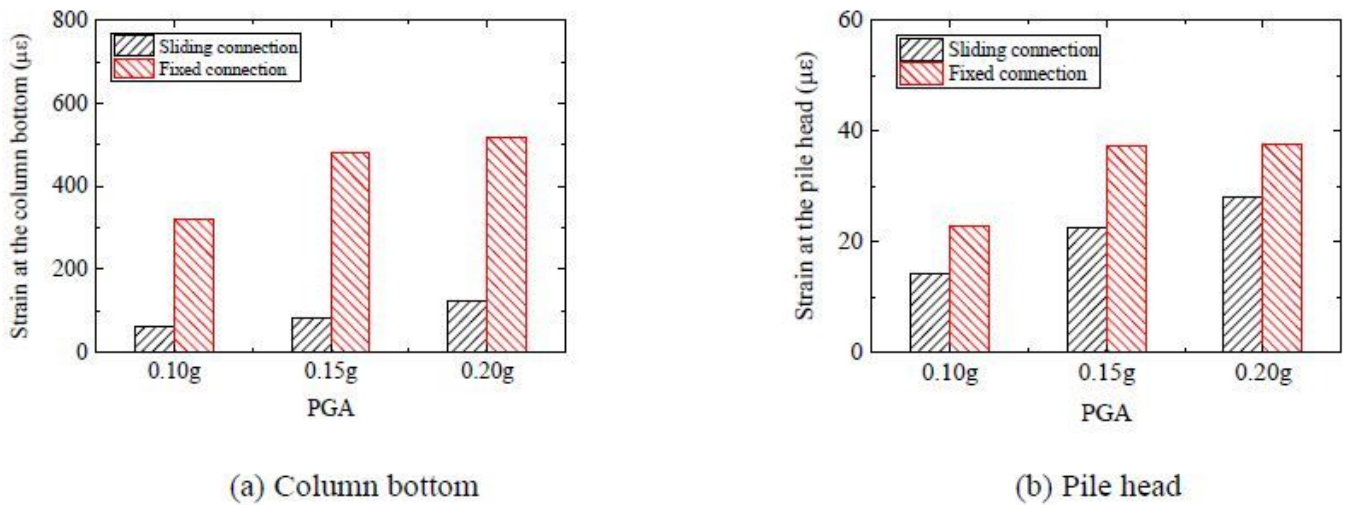 Strain at the column bottom (με)
800
600
400
200
0
Sliding connection
Fixed connection
0.10g
0.15g
0.20g
PGA
(a) Column bottom
Strain at the pile head (με)
60
40
20
0
Sliding connection
Fixed connection
0.10g
0.15g
0.20g
PGA
(b) Pile head